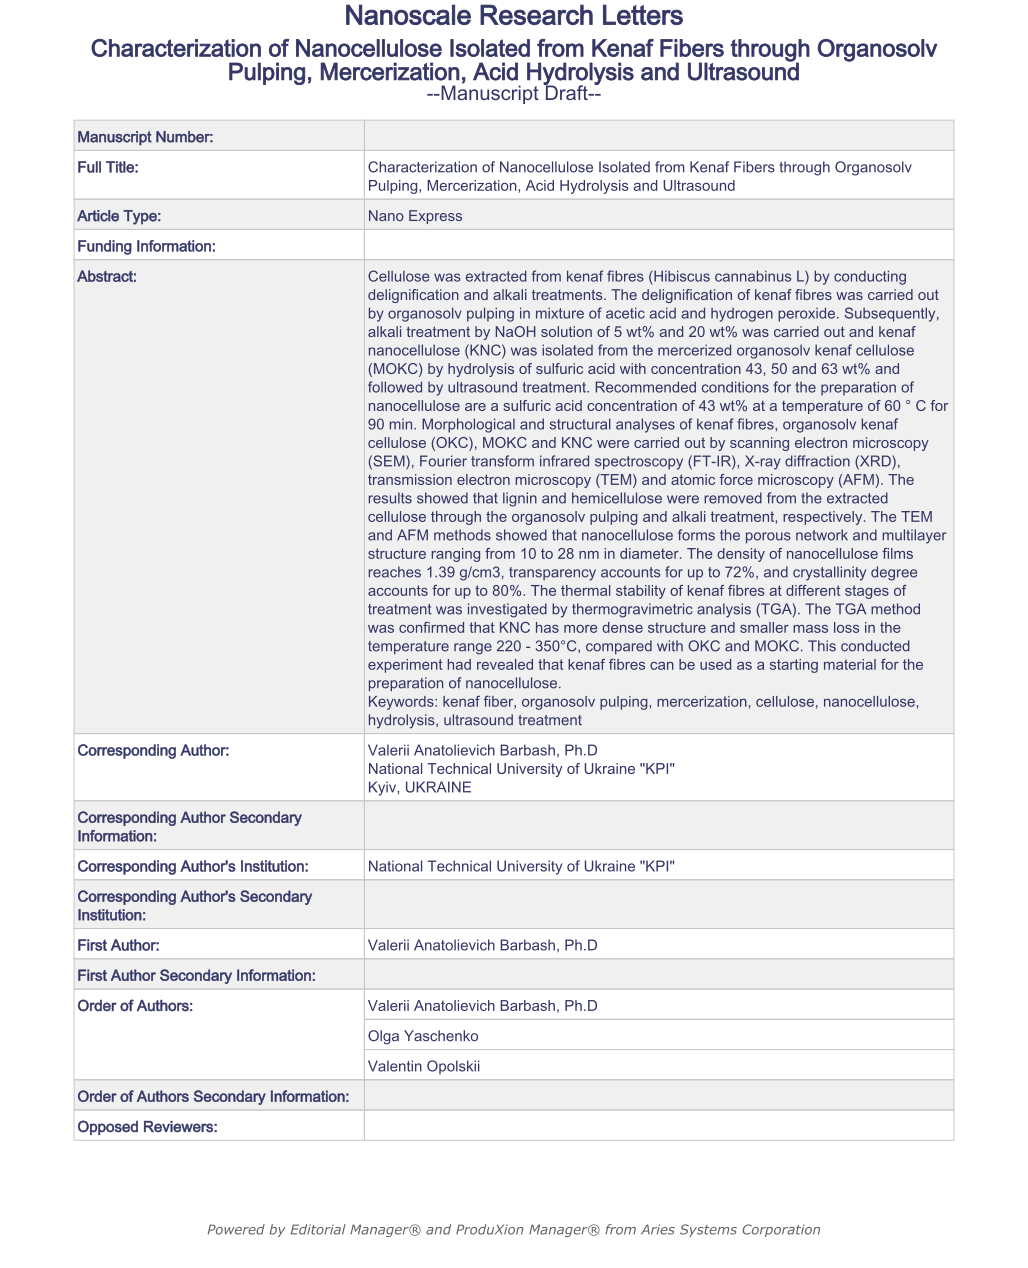 Nanoscale Research Letters
Characterization of Nanocellulose Isolated from Kenaf Fibers through Organosolv
Pulping, Mercerization, Acid Hydrolysis and Ultrasound
--Manuscript Draft--
Manuscript Number:
Full Title:
Characterization of Nanocellulose Isolated from Kenaf Fibers through Organosolv
Pulping, Mercerization, Acid Hydrolysis and Ultrasound
Article Type:
Nano Express
Funding Information:
Abstract:
Cellulose was extracted from kenaf fibres (Hibiscus cannabinus L) by conducting
delignification and alkali treatments. The delignification of kenaf fibres was carried out
by organosolv pulping in mixture of acetic acid and hydrogen peroxide. Subsequently,
alkali treatment by NaOH solution of 5 wt% and 20 wt% was carried out and kenaf
nanocellulose (KNC) was isolated from the mercerized organosolv kenaf cellulose
(MOKC) by hydrolysis of sulfuric acid with concentration 43, 50 and 63 wt% and
followed by ultrasound treatment. Recommended conditions for the preparation of
nanocellulose are a sulfuric acid concentration of 43 wt% at a temperature of 60 ° C for
90 min. Morphological and structural analyses of kenaf fibres, organosolv kenaf
cellulose (OKC), MOKC and KNC were carried out by scanning electron microscopy
(SEM), Fourier transform infrared spectroscopy (FT-IR), X-ray diffraction (XRD),
transmission electron microscopy (TEM) and atomic force microscopy (AFM). The
results showed that lignin and hemicellulose were removed from the extracted
cellulose through the organosolv pulping and alkali treatment, respectively. The TEM
and AFM methods showed that nanocellulose forms the porous network and multilayer
structure ranging from 10 to 28 nm in diameter. The density of nanocellulose films
reaches 1.39 g/cm3, transparency accounts for up to 72%, and crystallinity degree
accounts for up to 80%. The thermal stability of kenaf fibres at different stages of
treatment was investigated by thermogravimetric analysis (TGA). The TGA method
was confirmed that KNC has more dense structure and smaller mass loss in the
temperature range 220 - 350°C, compared with OKC and MOKC. This conducted
experiment had revealed that kenaf fibres can be used as a starting material for the
preparation of nanocellulose.
Keywords: kenaf fiber, organosolv pulping, mercerization, cellulose, nanocellulose,
hydrolysis, ultrasound treatment
Corresponding Author:
Valerii Anatolievich Barbash, Ph.D
National Technical University of Ukraine "KPI"
Kyiv, UKRAINE
Corresponding Author Secondary
Information:
Corresponding Author's Institution:
National Technical University of Ukraine "KPI"
Corresponding Author's Secondary
Institution:
First Author:
Valerii Anatolievich Barbash, Ph.D
First Author Secondary Information:
Order of Authors:
Valerii Anatolievich Barbash, Ph.D
Olga Yaschenko
Valentin Opolskii
Order of Authors Secondary Information:
Opposed Reviewers:
Powered by Editorial Manager® and ProduXion Manager® from Aries Systems Corporation